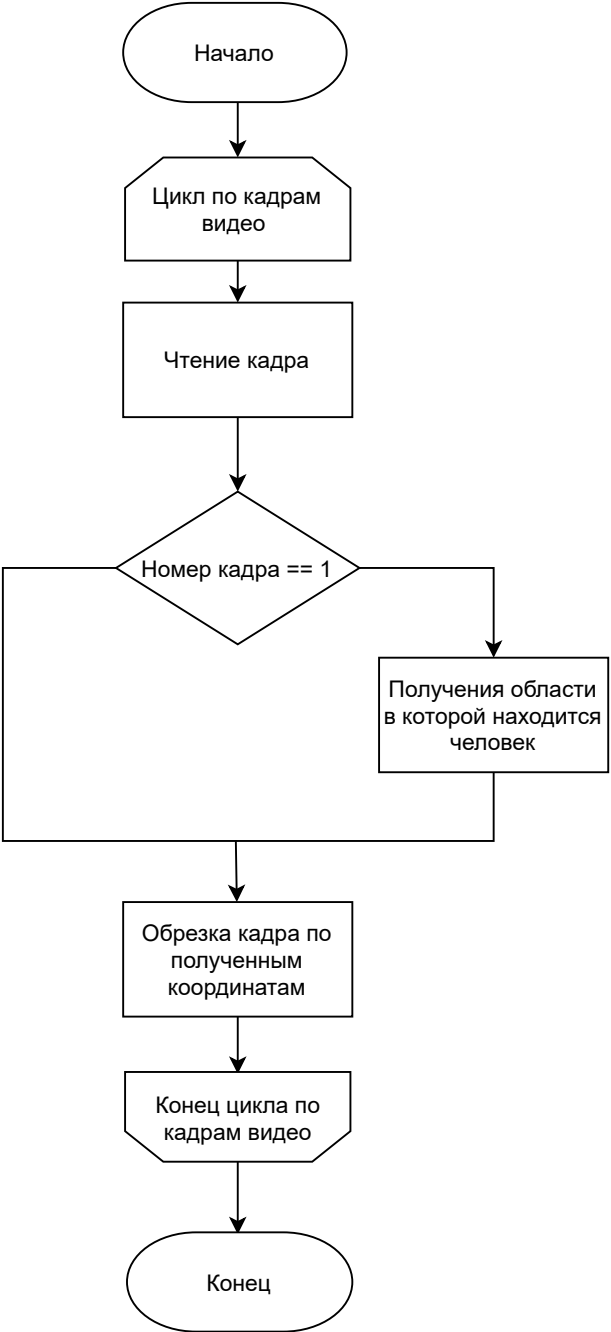 Начало
Цикл по кадрам
видео
Чтение кадра
Номер кадра == 1
Получения области
в которой находится
человек
Обрезка кадра по
полученным
координатам
Конец цикла по
кадрам видео
Конец